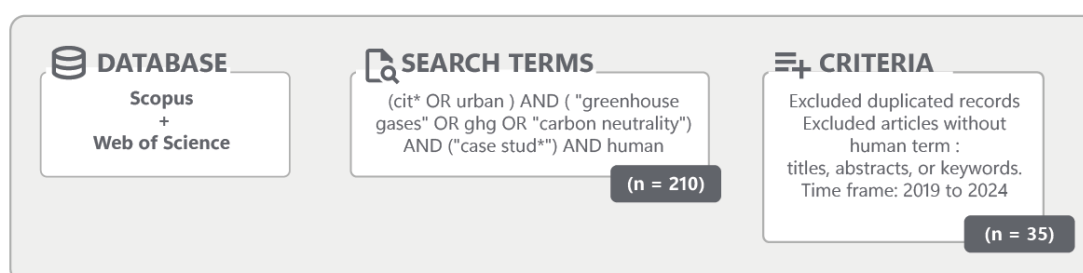 DATABASE
Scopus
+
Web of Science
SEARCH TERMS
(cit* OR urban ) AND ( "greenhouse
gases" OR ghg OR "carbon neutrality")
AND ("case stud*") AND human
(n = 210)
CRITERIA
Excluded duplicated records
Excluded articles without
human term :
titles, abstracts, or keywords.
Time frame: 2019 to 2024
(n = 35)